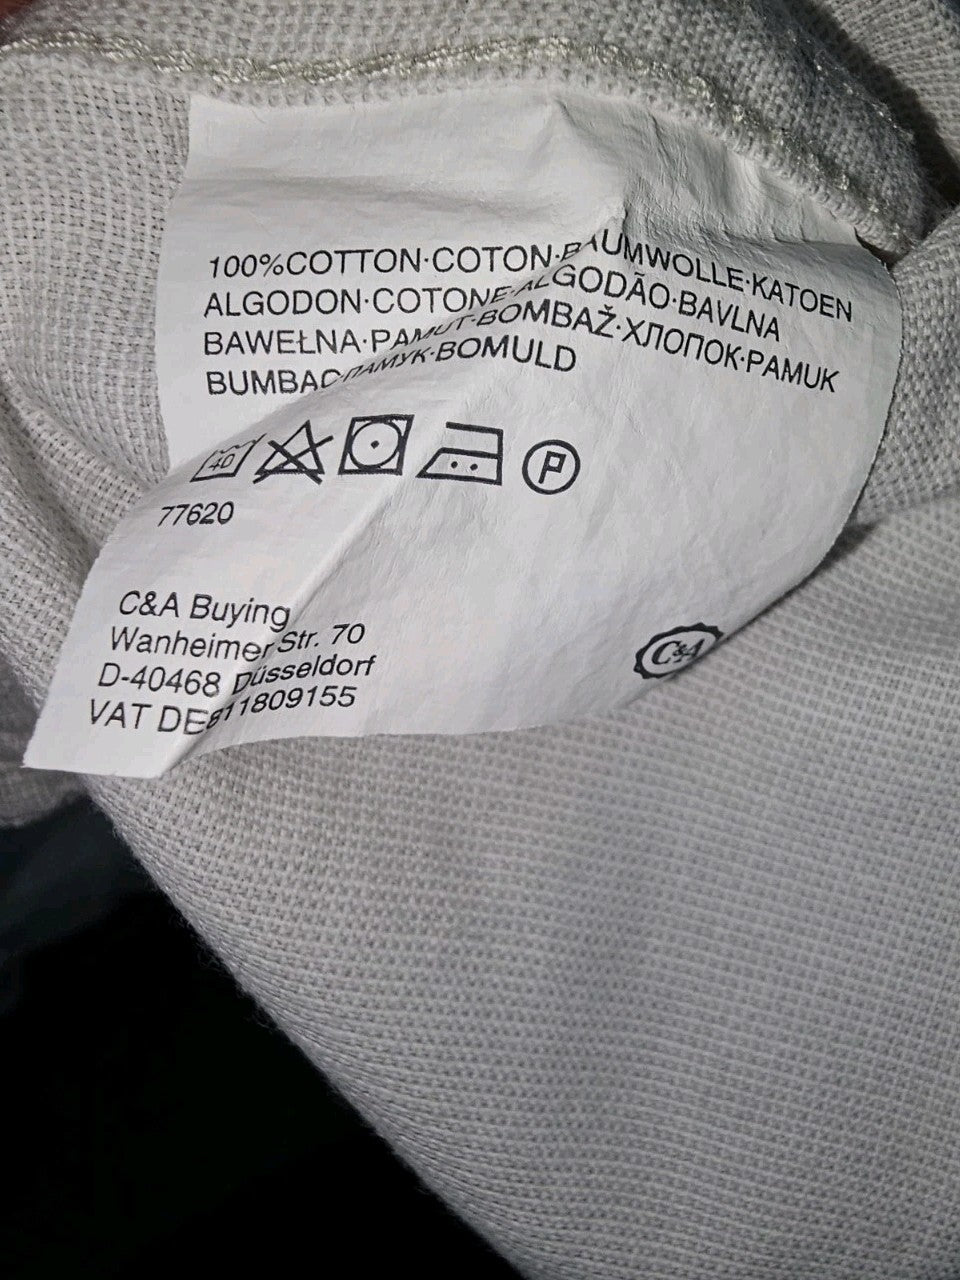 100%COTTON·COTON·BAUMWOLLE·KATOEN
ALGODON·COTONE·ALGODÃO·BAVLNA
BAWEŁNA·PAMUT·BOMBAŽ·ХЛОПОК·PAMUK
BUMBAC·ПАМУК·BOMULD
40 P
77620
C&A Buying
Wanheimer Str. 70
D-40468 Düsseldorf
VAT DE811809155
C&A